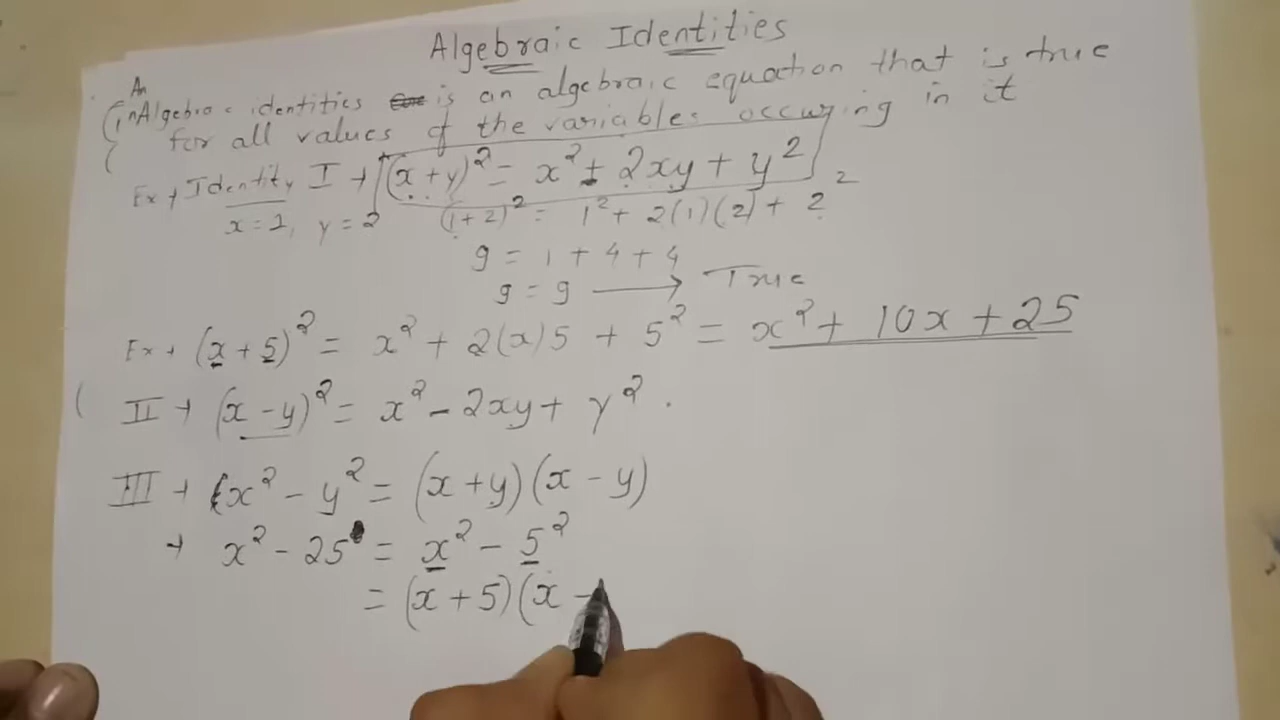 Algebraic Identities
An
Algebraic identities is an algebraic equation that is true
for all values of the variables occuring in it
Ex → Identity I → (x + y)² = x² + 2xy + y²
x = 1, y = 2 (1 + 2)² = 1² + 2(1)(2) + 2²
9 = 1 + 4 + 4
9 = 9 → True
Ex → (x + 5)² = x² + 2(x)5 + 5² = x² + 10x + 25
II → (x - y)² = x² - 2xy + y².
III → x² - y² = (x + y)(x - y)
→ x² - 25 = x² - 5²
= (x + 5)(x -